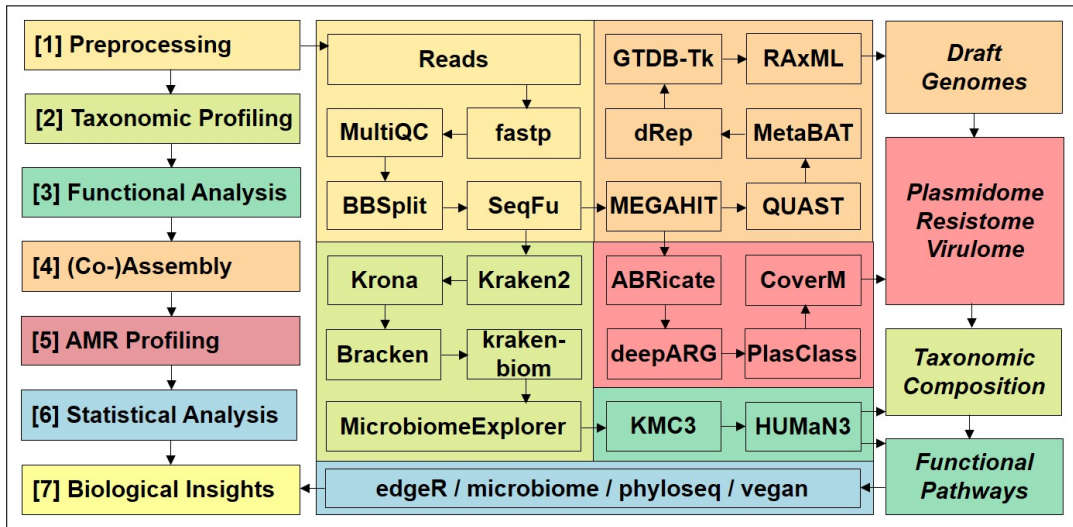 [1] Preprocessing
[2] Taxonomic Profiling
[3] Functional Analysis
[4] (Co-)Assembly
[5] AMR Profiling
[6] Statistical Analysis
[7] Biological Insights
Reads
MultiQC
fastp
BBSplit
SeqFu
GTDB-Tk
RAxML
dRep
MetaBAT
MEGAHIT
QUAST
Krona
Kraken2
Bracken
kraken-
biom
MicrobiomeExplorer
ABRicate
CoverM
deepARG
PlasClass
KMC3
HUMaN3
edgeR / microbiome / phyloseq / vegan
Draft
Genomes
Plasmidome
Resistome
Virulome
Taxonomic
Composition
Functional
Pathways